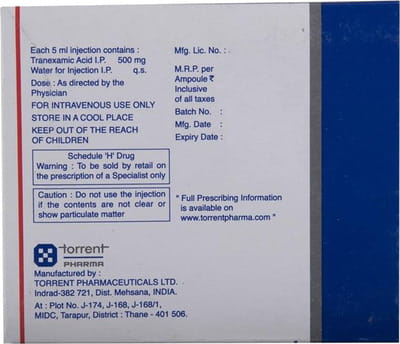 Each 5 ml injection contains :
Tranexamic Acid I.P. 500 mg
Water for Injection I.P. q.s.
Dose : As directed by the
Physician
FOR INTRAVENOUS USE ONLY
STORE IN A COOL PLACE
KEEP OUT OF THE REACH
OF CHILDREN
Schedule 'H' Drug
Warning : To be sold by retail on
the prescription of a Specialist only
Caution : Do not use the injection
if the contents are not clear or
show particulate matter
torrent
PHARMA
Manufactured by :
TORRENT PHARMACEUTICALS LTD.
Indrad-382 721, Dist. Mehsana, INDIA.
At : Plot No. J-174, J-168, J-168/1,
MIDC, Tarapur, District : Thane - 401 506.
Mfg. Lic. No. :
M.R.P. per
Ampoule ₹
Inclusive
of all taxes
Batch No. :
Mfg. Date :
Expiry Date :
" Full Prescribing Information
is available on
www.torrentpharma.com "